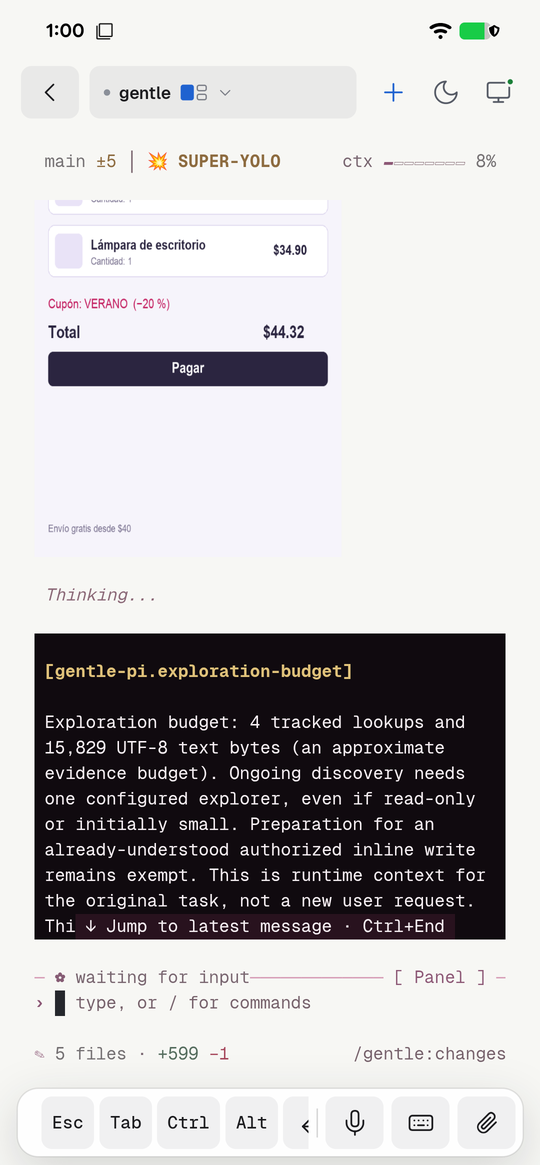 1:00
gentle
main ±5 │ 💥 SUPER-YOLO ctx 8%
Cantidad: 1
Lámpara de escritorio
$34.90
Cantidad: 1
Cupón: VERANO (−20 %)
Total $44.32
Pagar
Envío gratis desde $40
Thinking...
[gentle-pi.exploration-budget]
Exploration budget: 4 tracked lookups and
15,829 UTF-8 text bytes (an approximate
evidence budget). Ongoing discovery needs
one configured explorer, even if read-only
or initially small. Preparation for an
already-understood authorized inline write
remains exempt. This is runtime context for
the original task, not a new user request.
Thi ↓ Jump to latest message · Ctrl+End
✿ waiting for input [ Panel ]
› type, or / for commands
✎ 5 files · +599 −1 /gentle:changes
Esc Tab Ctrl Alt